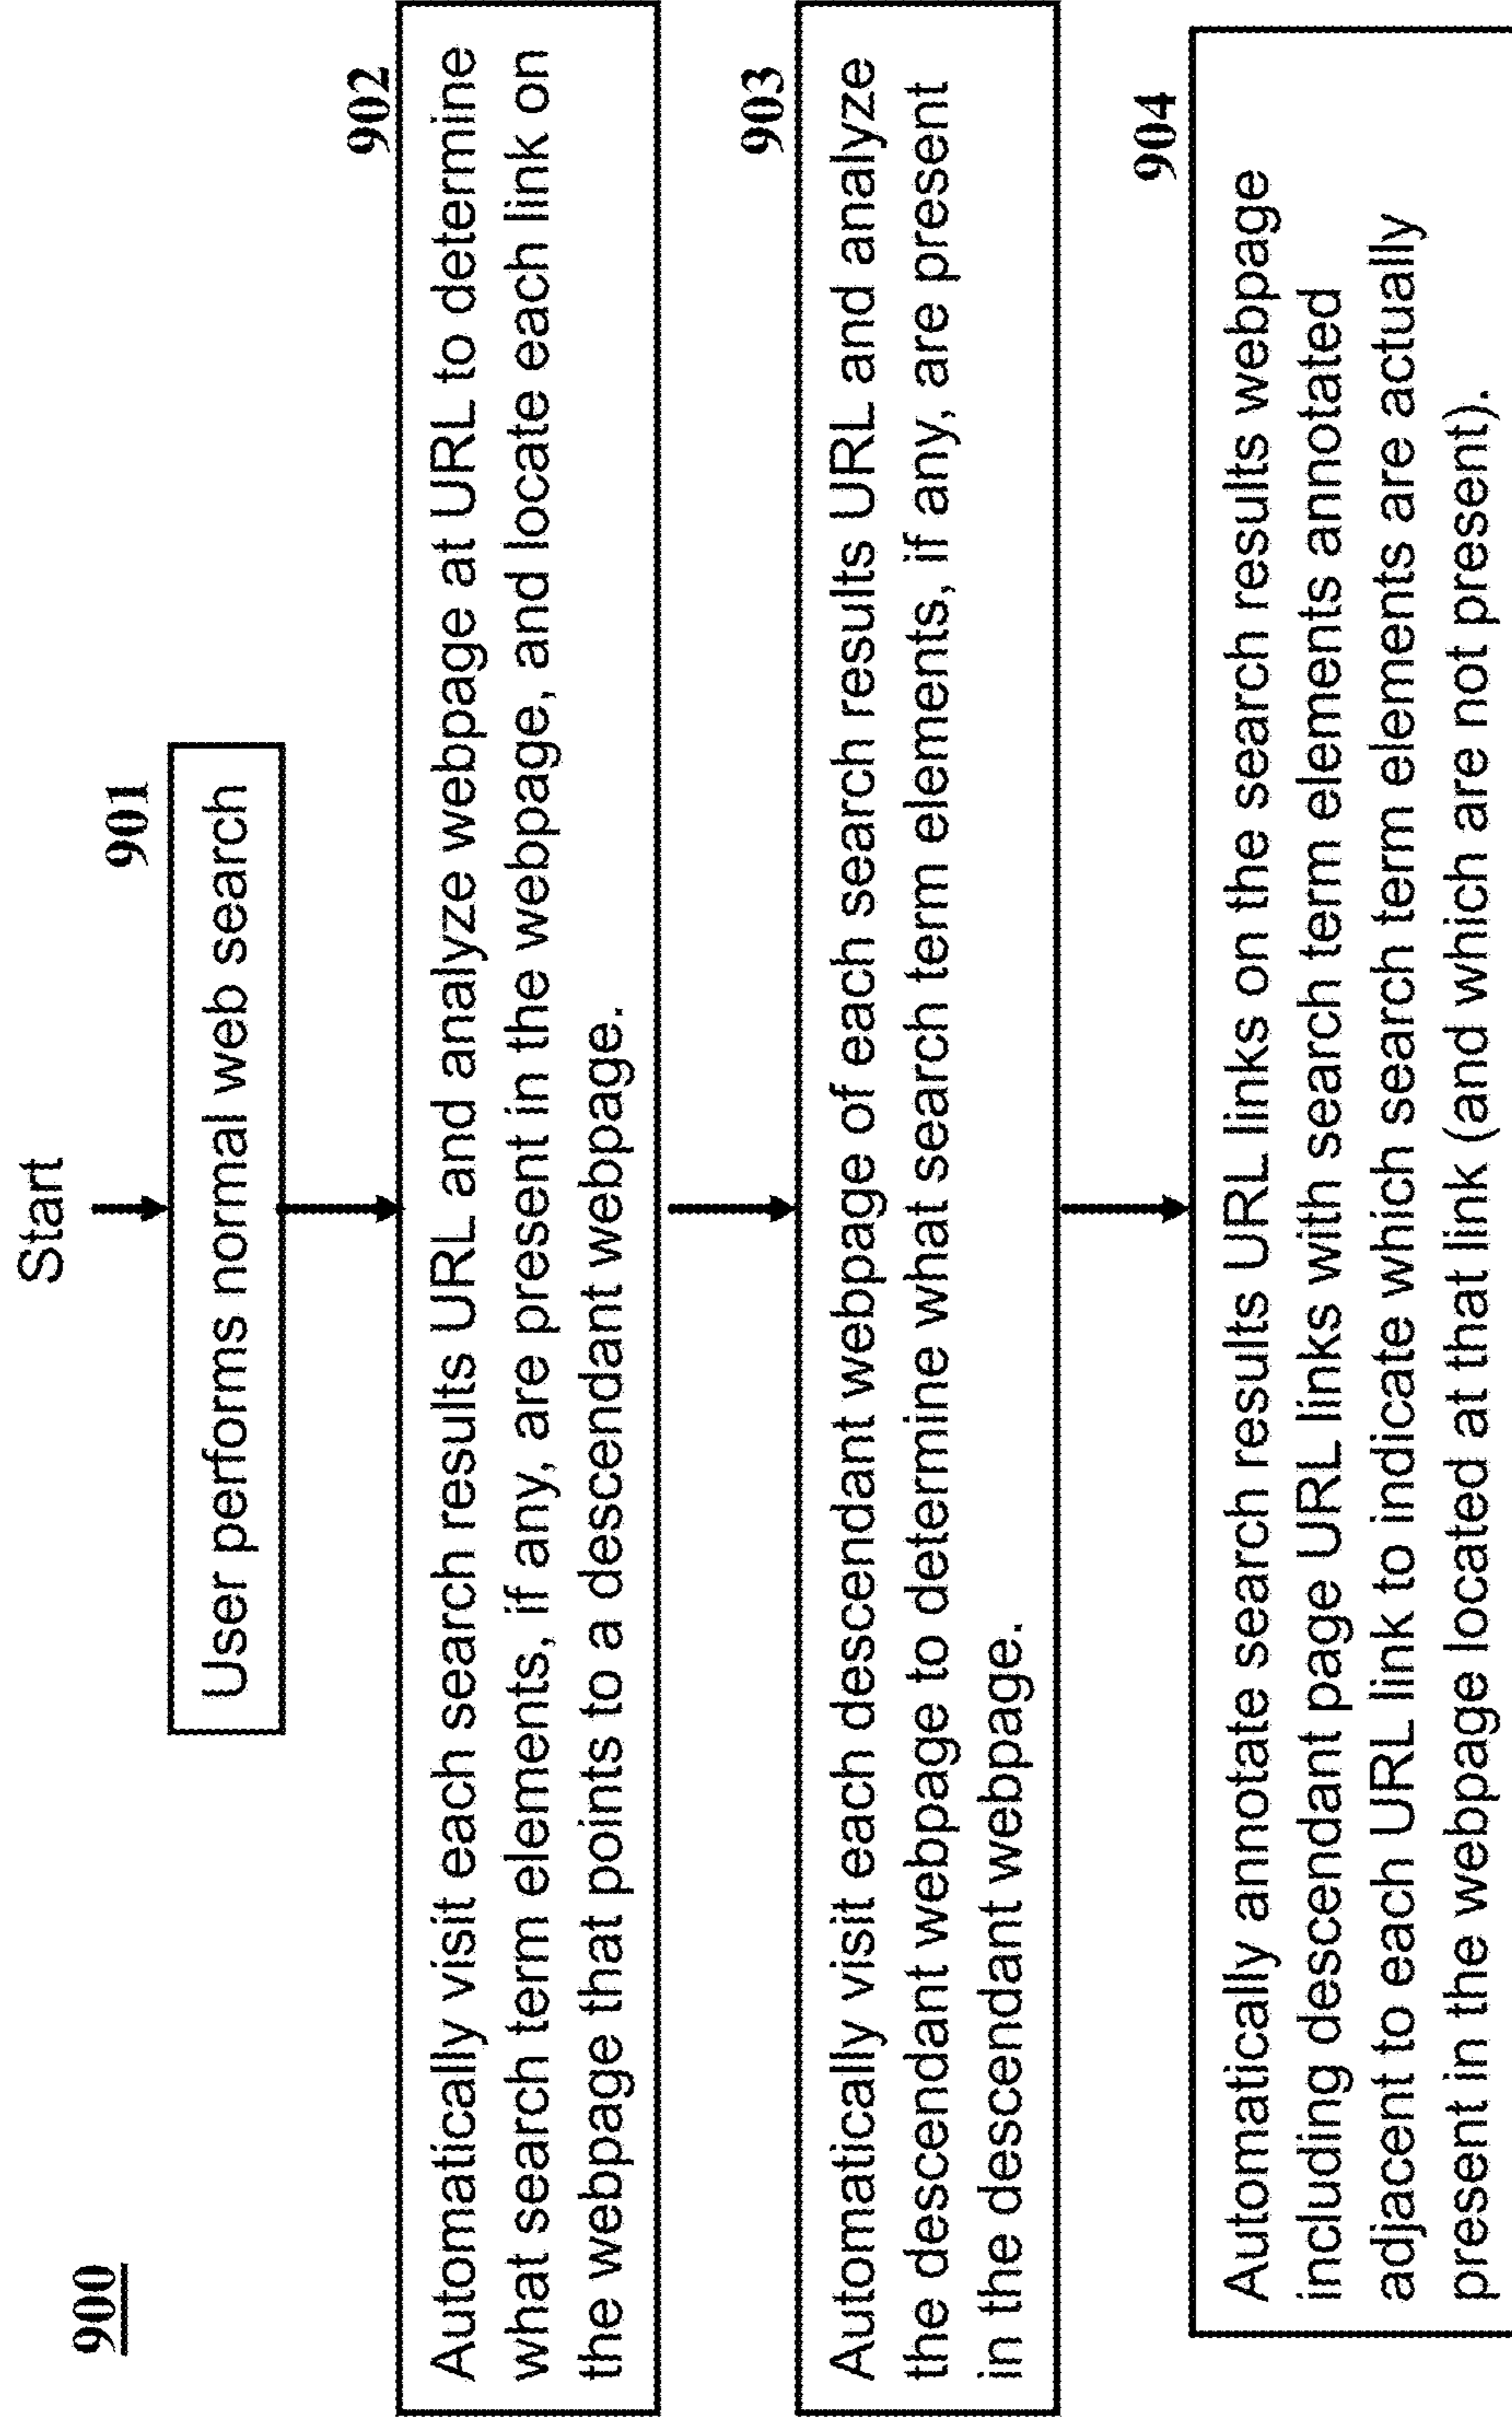 900
Start
901
User performs normal web search
902
Automatically visit each search results URL and analyze webpage at URL to determine
what search term elements, if any, are present in the webpage, and locate each link on
the webpage that points to a descendant webpage.
903
Automatically visit each descendant webpage of each search results URL and analyze
the descendant webpage to determine what search term elements, if any, are present
in the descendant webpage.
904
Automatically annotate search results URL links on the search results webpage
including descendant page URL links with search term elements annotated
adjacent to each URL link to indicate which search term elements are actually
present in the webpage located at that link (and which are not present).